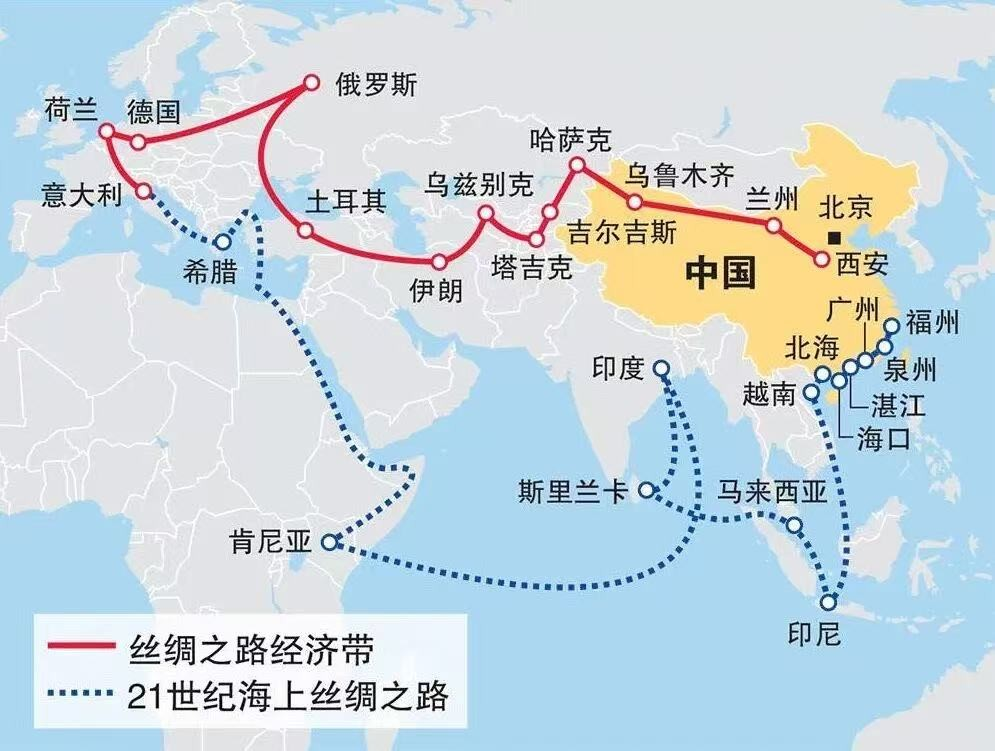 俄罗斯
荷兰
德国
哈萨克
意大利
乌兹别克
乌鲁木齐
土耳其
兰州
北京
吉尔吉斯
希腊
塔吉克
西安
伊朗
中国
广州
福州
北海
泉州
印度
越南
湛江
海口
斯里兰卡
马来西亚
肯尼亚
印尼
丝绸之路经济带
21世纪海上丝绸之路